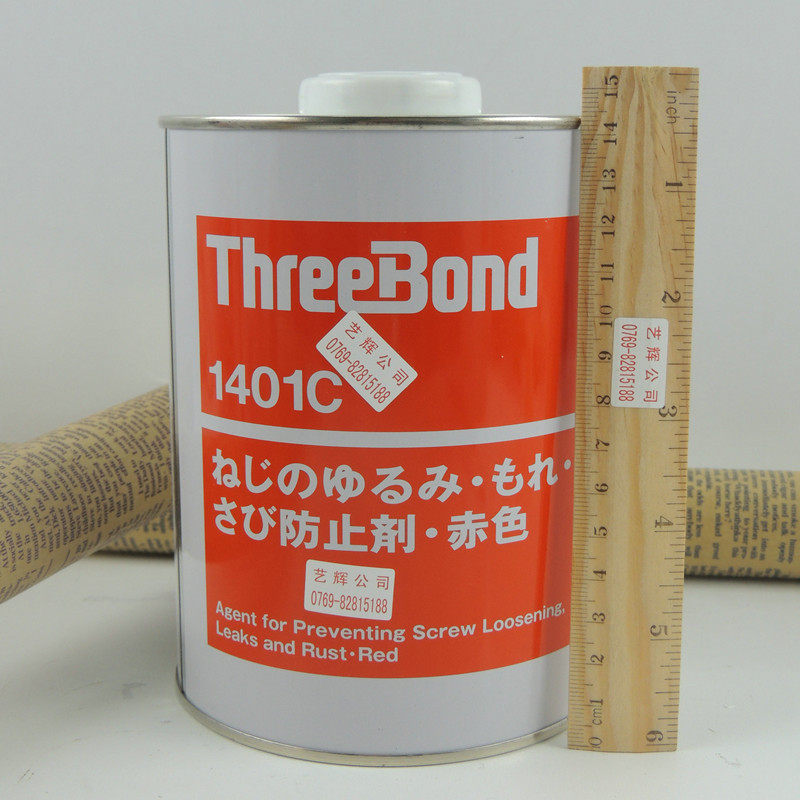 ThreeBond
1401C
艺辉公司
0769-82815188
ねじのゆるみ・もれ・
さび防止剤・赤色
艺辉公司
0769-82815188
Agent for Preventing Screw Loosening,
Leaks and Rust・Red
15
14
13
12
11
10
9
8
7
6
5
4
3
2
1
0 cm
inch
1
2
3
4
5
6
艺辉公司
0769-82815188